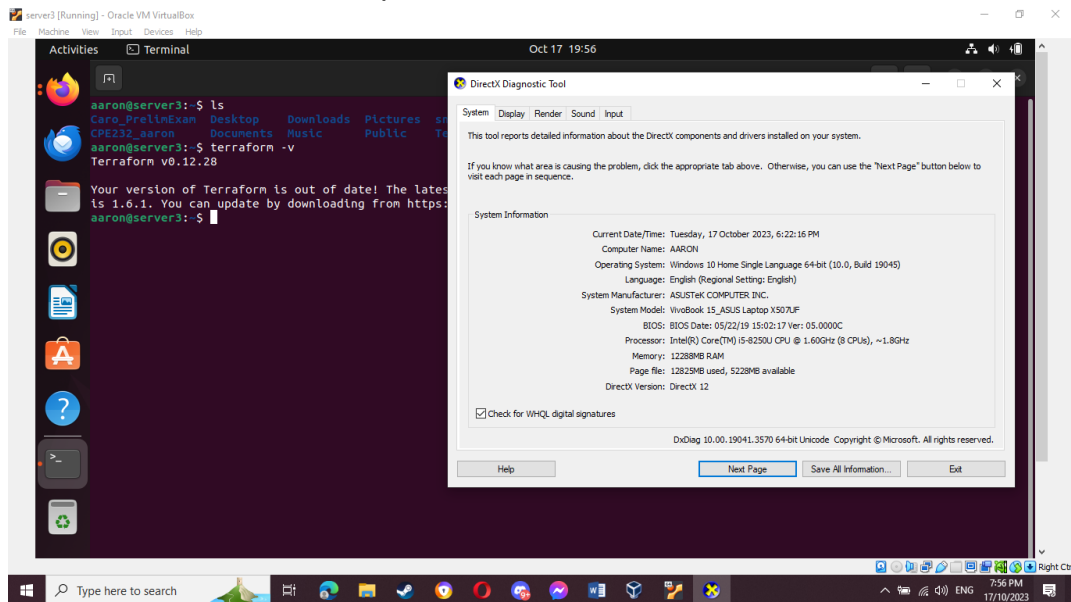 server3 [Running] - Oracle VM VirtualBox
File Machine View Input Devices Help
Activities Terminal Oct 17 19:56
aaron@server3:~$ ls
Caro_PrelimExam Desktop Downloads Pictures
CPE232_aaron Documents Music Public
aaron@server3:~$ terraform -v
Terraform v0.12.28
Your version of Terraform is out of date! The
is 1.6.1. You can update by downloading from
aaron@server3:~$
DirectX Diagnostic Tool
System Display Render Sound Input
This tool reports detailed information about the DirectX components and drivers installed on your system.
If you know what area is causing the problem, click the appropriate tab above. Otherwise, you can use the "Next Page" button below to
visit each page in sequence.
System Information
Current Date/Time: Tuesday, 17 October 2023, 6:22:16 PM
Computer Name: AARON
Operating System: Windows 10 Home Single Language 64-bit (10.0, Build 19045)
Language: English (Regional Setting: English)
System Manufacturer: ASUSTeK COMPUTER INC.
System Model: VivoBook 15_ASUS Laptop X507UF
BIOS: BIOS Date: 05/22/19 15:02:17 Ver: 05.0000C
Processor: Intel(R) Core(TM) i5-8250U CPU @ 1.60GHz (8 CPUs), ~1.8GHz
Memory: 12288MB RAM
Page file: 12825MB used, 5228MB available
DirectX Version: DirectX 12
Check for WHQL digital signatures
DxDiag 10.00.19041.3570 64-bit Unicode Copyright © Microsoft. All rights reserved.
Help Next Page Save All Information... Exit
Right Ctr
Type here to search ENG 7:56 PM
17/10/2023